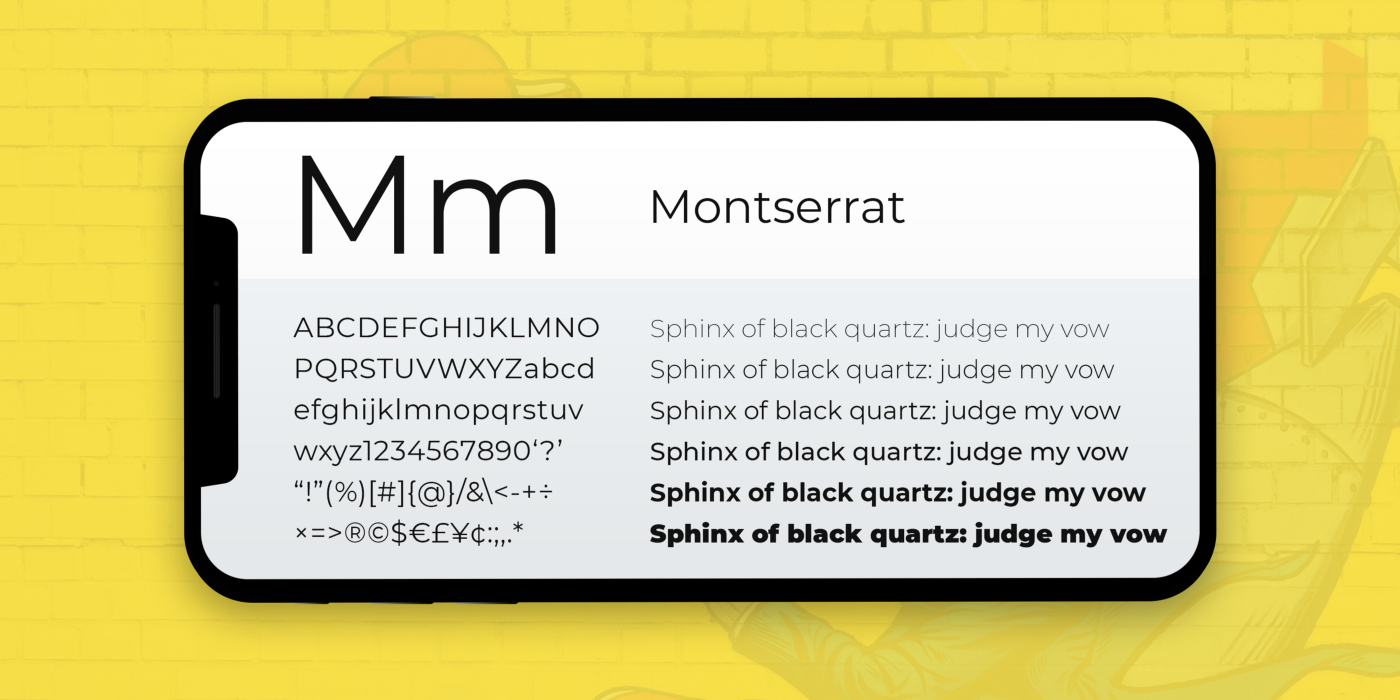 Mm
Montserrat
ABCDEFGHIJKLMNO
PQRSTUVWXYZabcd
efghijklmnopqrstuv
wxyz1234567890‘?’
“!”(%)[#]{@}/&\<-+÷
×=>®©$€£¥¢:;,.*
Sphinx of black quartz: judge my vow
Sphinx of black quartz: judge my vow
Sphinx of black quartz: judge my vow
Sphinx of black quartz: judge my vow
Sphinx of black quartz: judge my vow
Sphinx of black quartz: judge my vow